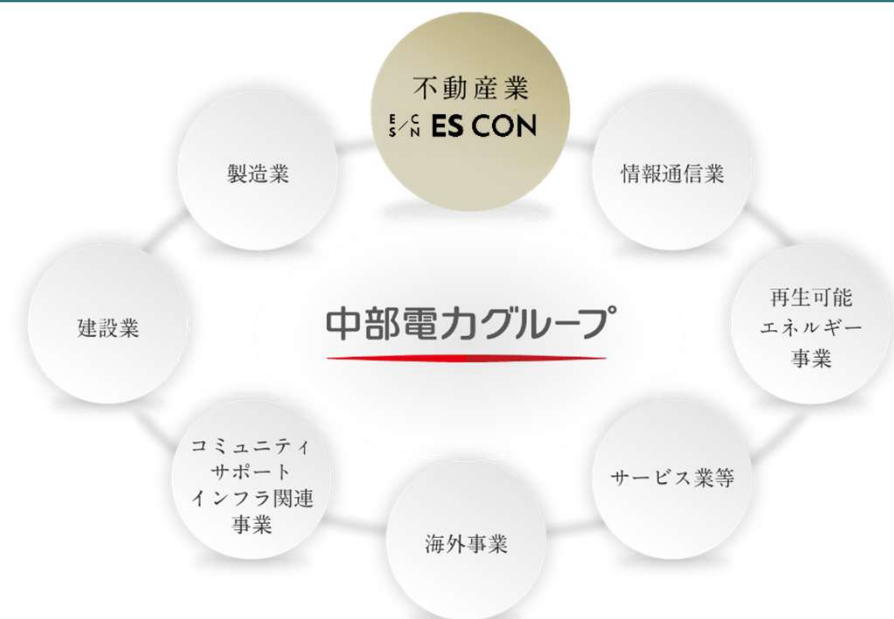 不動産業
ES CON ES CON
製造業
情報通信業
建設業
中部電力グループ
再生可能
エネルギー
事業
コミュニティ
サポート
インフラ関連
事業
サービス業等
海外事業